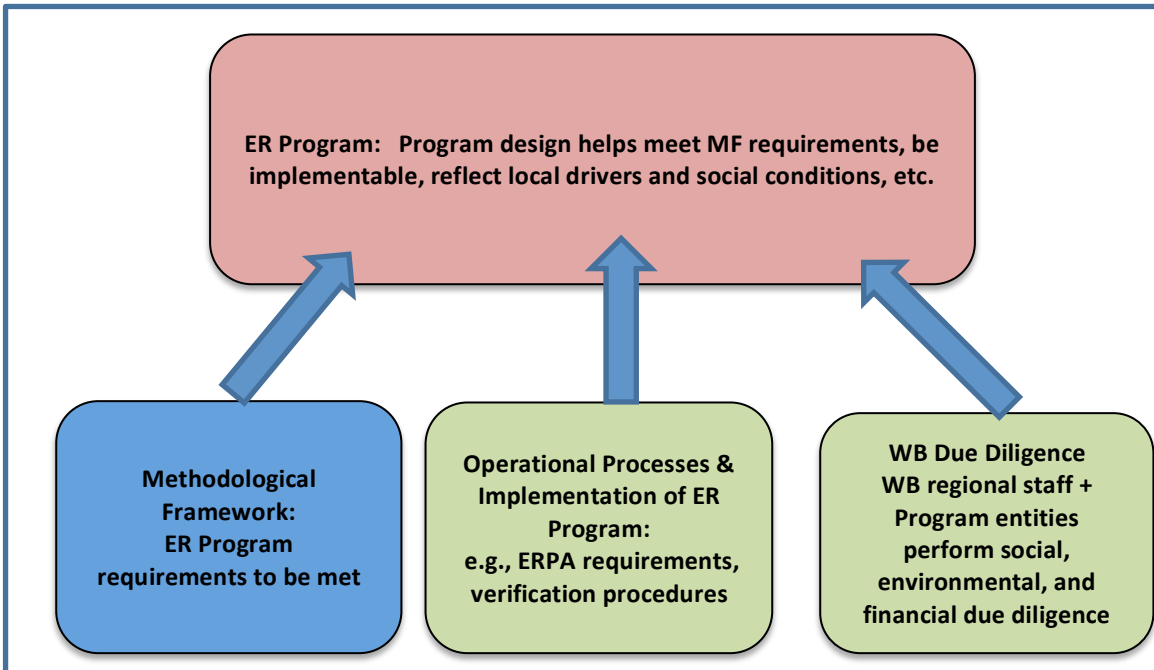 ER Program: Program design helps meet MF requirements, be
implementable, reflect local drivers and social conditions, etc.
Methodological
Framework:
ER Program
requirements to be met
Operational Processes &
Implementation of ER
Program:
e.g., ERPA requirements,
verification procedures
WB Due Diligence
WB regional staff +
Program entities
perform social,
environmental, and
financial due diligence